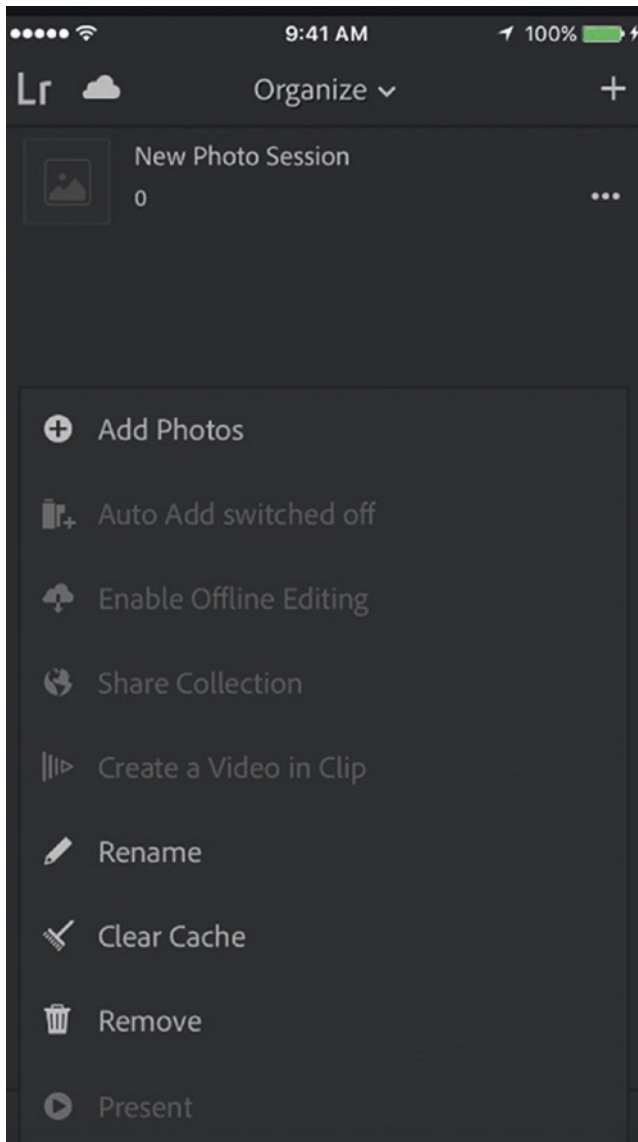 9:41 AM 100%
Lr Organize
New Photo Session
0
Add Photos
Auto Add switched off
Enable Offline Editing
Share Collection
Create a Video in Clip
Rename
Clear Cache
Remove
Present